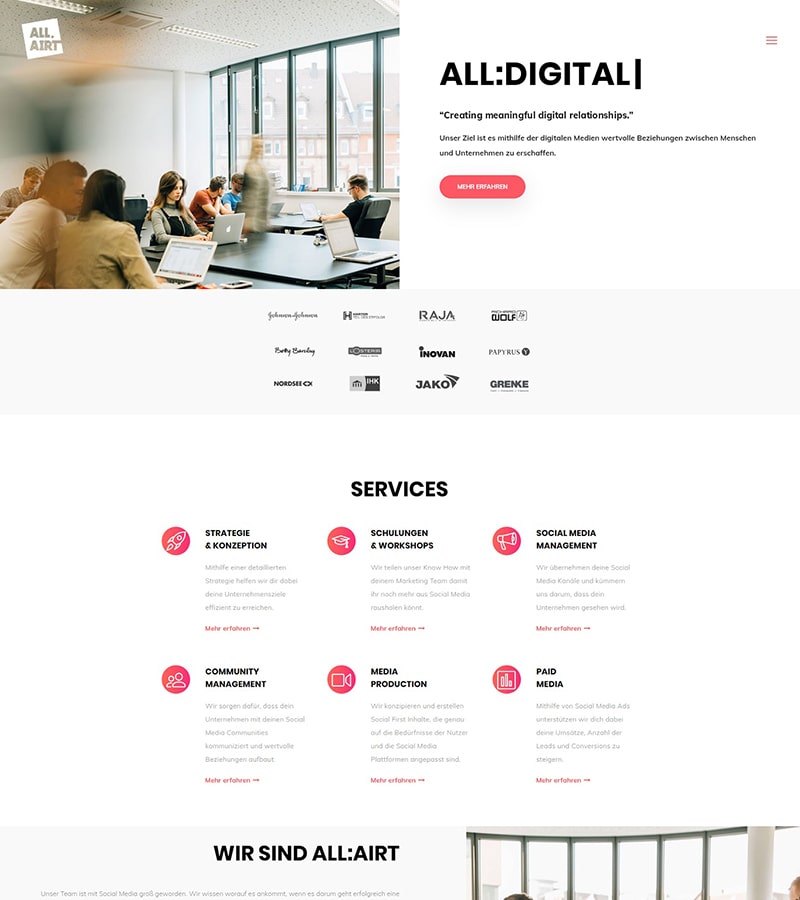 ALL.
AIRT
ALL:DIGITAL|
“Creating meaningful digital relationships.”
Unser Ziel ist es mithilfe der digitalen Medien wertvolle Beziehungen zwischen Menschen
und Unternehmen zu erschaffen.
MEHR ERFAHREN
Johnson & Johnson
RAJA
RICHARD
WOLF
Betty Barclay
L'OSTERIA
inovan
PAPYRUS
NORDSEE
IHK
JAKO
GRENKE
SERVICES
STRATEGIE
& KONZEPTION
Mithilfe einer detaillierten
Strategie helfen wir dir dabei
deine Unternehmensziele
effizient zu erreichen.
Mehr erfahren
SCHULUNGEN
& WORKSHOPS
Wir teilen unser Know How mit
deinem Marketing Team damit
ihr noch mehr aus Social Media
rausholen könnt.
Mehr erfahren
SOCIAL MEDIA
MANAGEMENT
Wir übernehmen deine Social
Media Kanäle und kümmern
uns darum, dass dein
Unternehmen gesehen wird.
Mehr erfahren
COMMUNITY
MANAGEMENT
Wir sorgen dafür, dass dein
Unternehmen mit deinen Social
Media Communities
kommuniziert und wertvolle
Beziehungen aufbaut.
Mehr erfahren
MEDIA
PRODUCTION
Wir konzipieren und erstellen
Social First Inhalte, die genau
auf die Bedürfnisse der Nutzer
und die Social Media
Plattformen angepasst sind.
Mehr erfahren
PAID
MEDIA
Mithilfe von Social Media Ads
unterstützen wir dich dabei
deine Umsätze, Anzahl der
Leads und Conversions zu
steigern.
Mehr erfahren
WIR SIND ALL:AIRT
Unser Team ist mit Social Media groß geworden. Wir wissen worauf es ankommt, wenn es darum geht erfolgreich eine